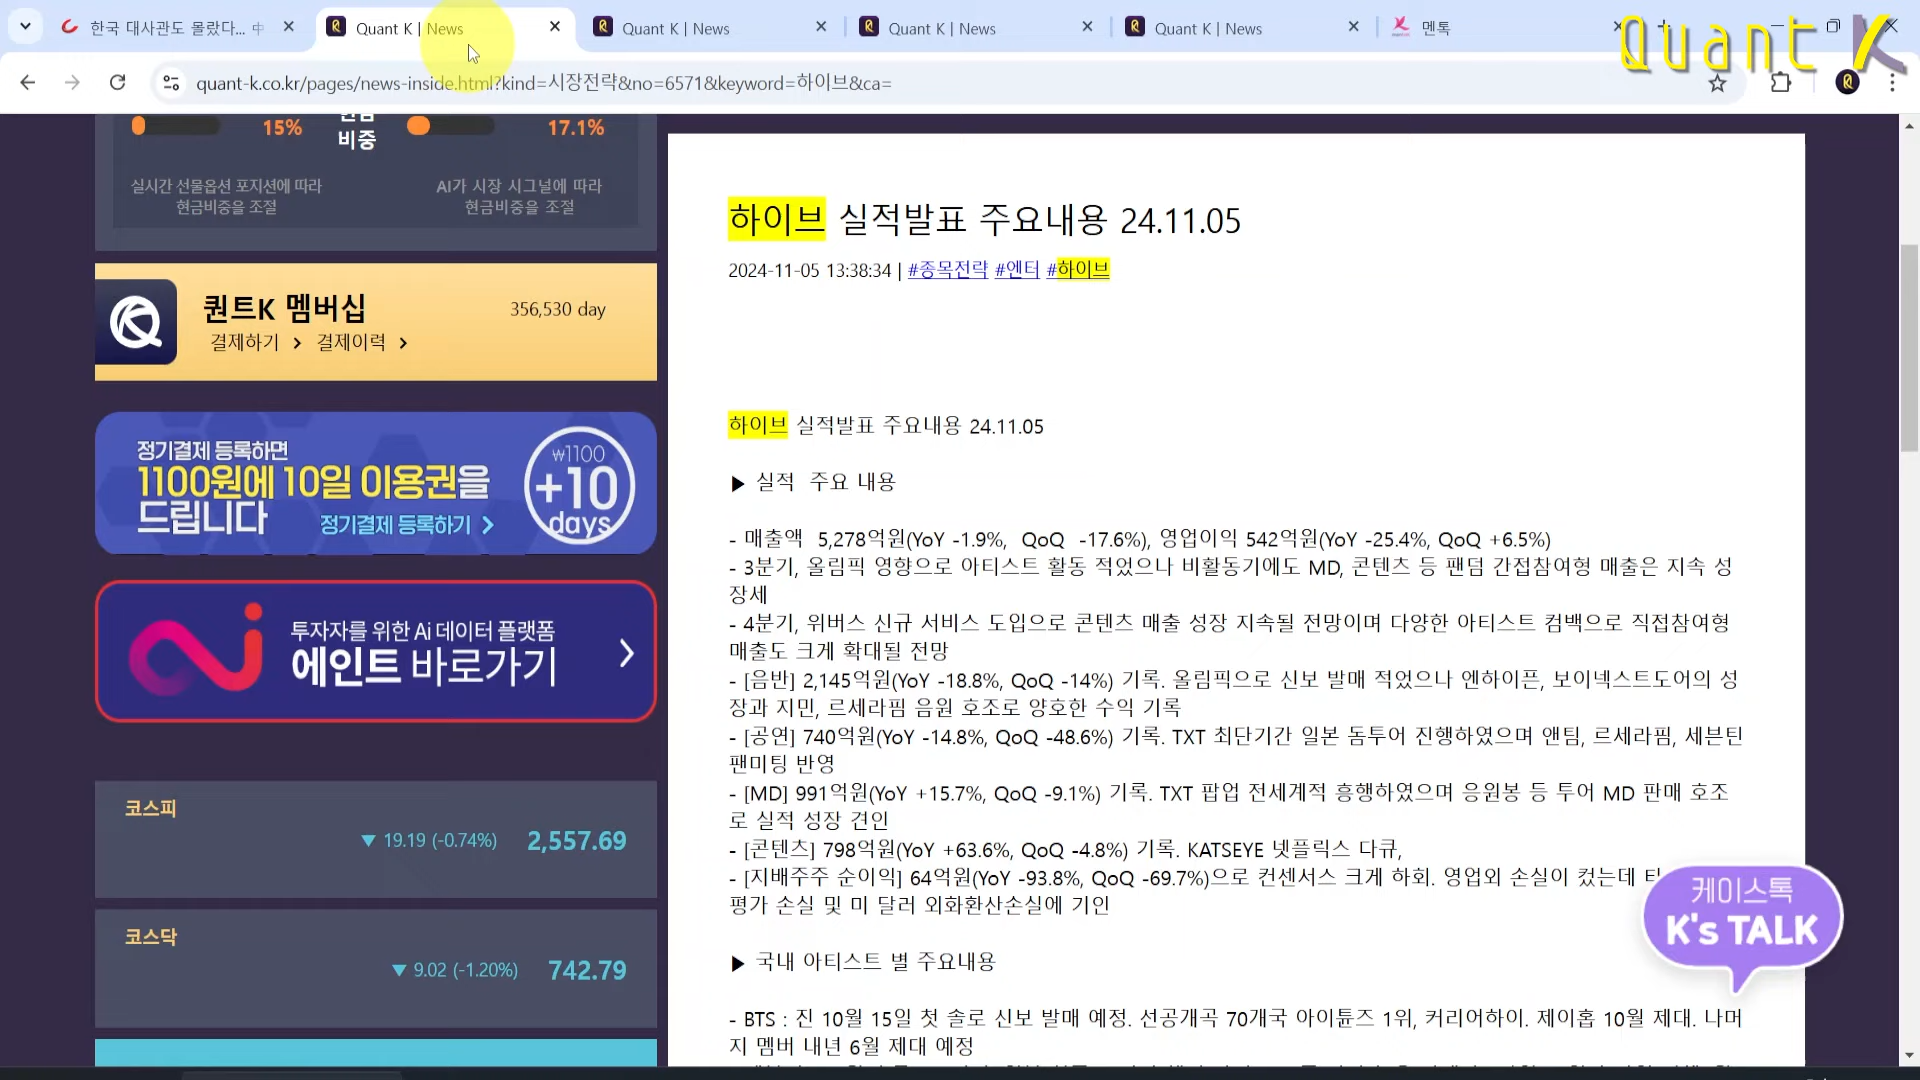 한국 대사관도 몰랐다... 中
Quant K | News
Quant K | News
Quant K | News
Quant K | News
멘톡
Quant K
quant-k.co.kr/pages/news-inside.html?kind=시장전략&no=6571&keyword=하이브&ca=
15%
비중
17.1%
실시간 선물옵션 포지션에 따라
현금비중을 조절
AI가 시장 시그널에 따라
현금비중을 조절
퀀트K 멤버십
356,530 day
결제하기 > 결제이력 >
정기결제 등록하면
1100원에 10일 이용권을
드립니다
정기결제 등록하기 >
₩1100
+10
days
투자자를 위한 Ai 데이터 플랫폼
에인트 바로가기
코스피
▼ 19.19 (-0.74%) 2,557.69
코스닥
▼ 9.02 (-1.20%) 742.79
하이브 실적발표 주요내용 24.11.05
2024-11-05 13:38:34 | #종목전략 #엔터 #하이브
하이브 실적발표 주요내용 24.11.05
▶ 실적 주요 내용
- 매출액 5,278억원(YoY -1.9%, QoQ -17.6%), 영업이익 542억원(YoY -25.4%, QoQ +6.5%)
- 3분기, 올림픽 영향으로 아티스트 활동 적었으나 비활동기에도 MD, 콘텐츠 등 팬덤 간접참여형 매출은 지속 성
장세
- 4분기, 위버스 신규 서비스 도입으로 콘텐츠 매출 성장 지속될 전망이며 다양한 아티스트 컴백으로 직접참여형
매출도 크게 확대될 전망
- [음반] 2,145억원(YoY -18.8%, QoQ -14%) 기록. 올림픽으로 신보 발매 적었으나 엔하이픈, 보이넥스트도어의 성
장과 지민, 르세라핌 음원 호조로 양호한 수익 기록
- [공연] 740억원(YoY -14.8%, QoQ -48.6%) 기록. TXT 최단기간 일본 돔투어 진행하였으며 앤팀, 르세라핌, 세븐틴
팬미팅 반영
- [MD] 991억원(YoY +15.7%, QoQ -9.1%) 기록. TXT 팝업 전세계적 흥행하였으며 응원봉 등 투어 MD 판매 호조
로 실적 성장 견인
- [콘텐츠] 798억원(YoY +63.6%, QoQ -4.8%) 기록. KATSEYE 넷플릭스 다큐,
- [지배주주 순이익] 64억원(YoY -93.8%, QoQ -69.7%)으로 컨센서스 크게 하회. 영업외 손실이 컸는데
평가 손실 및 미 달러 외화환산손실에 기인
▶ 국내 아티스트 별 주요내용
- BTS : 진 10월 15일 첫 솔로 신보 발매 예정. 선공개곡 70개국 아이튠즈 1위, 커리어하이. 제이홉 10월 제대. 나머
지 멤버 내년 6월 제대 예정
케이스톡
K's TALK